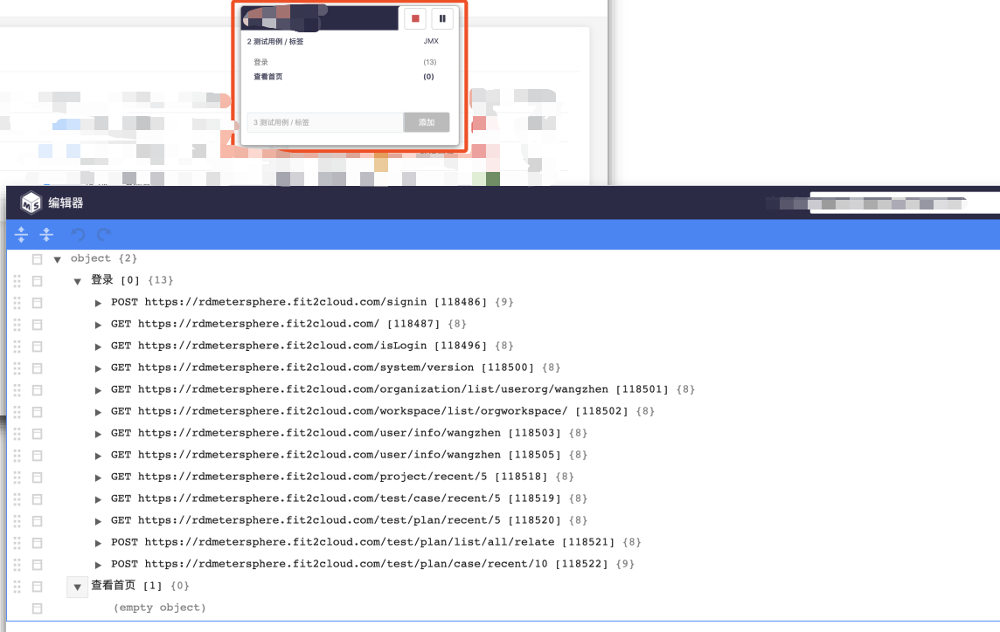 2 测试用例 / 标签 JMX
登录 (13)
查看首页 (0)
3 测试用例 / 标签 添加
MS 编辑器
object {2}
登录 [0] {13}
POST https://rdmetersphere.fit2cloud.com/signin [118486] {9}
GET https://rdmetersphere.fit2cloud.com/ [118487] {8}
GET https://rdmetersphere.fit2cloud.com/isLogin [118496] {8}
GET https://rdmetersphere.fit2cloud.com/system/version [118500] {8}
GET https://rdmetersphere.fit2cloud.com/organization/list/userorg/wangzhen [118501] {8}
GET https://rdmetersphere.fit2cloud.com/workspace/list/orgworkspace/ [118502] {8}
GET https://rdmetersphere.fit2cloud.com/user/info/wangzhen [118503] {8}
GET https://rdmetersphere.fit2cloud.com/user/info/wangzhen [118505] {8}
GET https://rdmetersphere.fit2cloud.com/project/recent/5 [118518] {8}
GET https://rdmetersphere.fit2cloud.com/test/case/recent/5 [118519] {8}
GET https://rdmetersphere.fit2cloud.com/test/plan/recent/5 [118520] {8}
POST https://rdmetersphere.fit2cloud.com/test/plan/list/all/relate [118521] {8}
POST https://rdmetersphere.fit2cloud.com/test/plan/case/recent/10 [118522] {9}
查看首页 [1] {0}
(empty object)